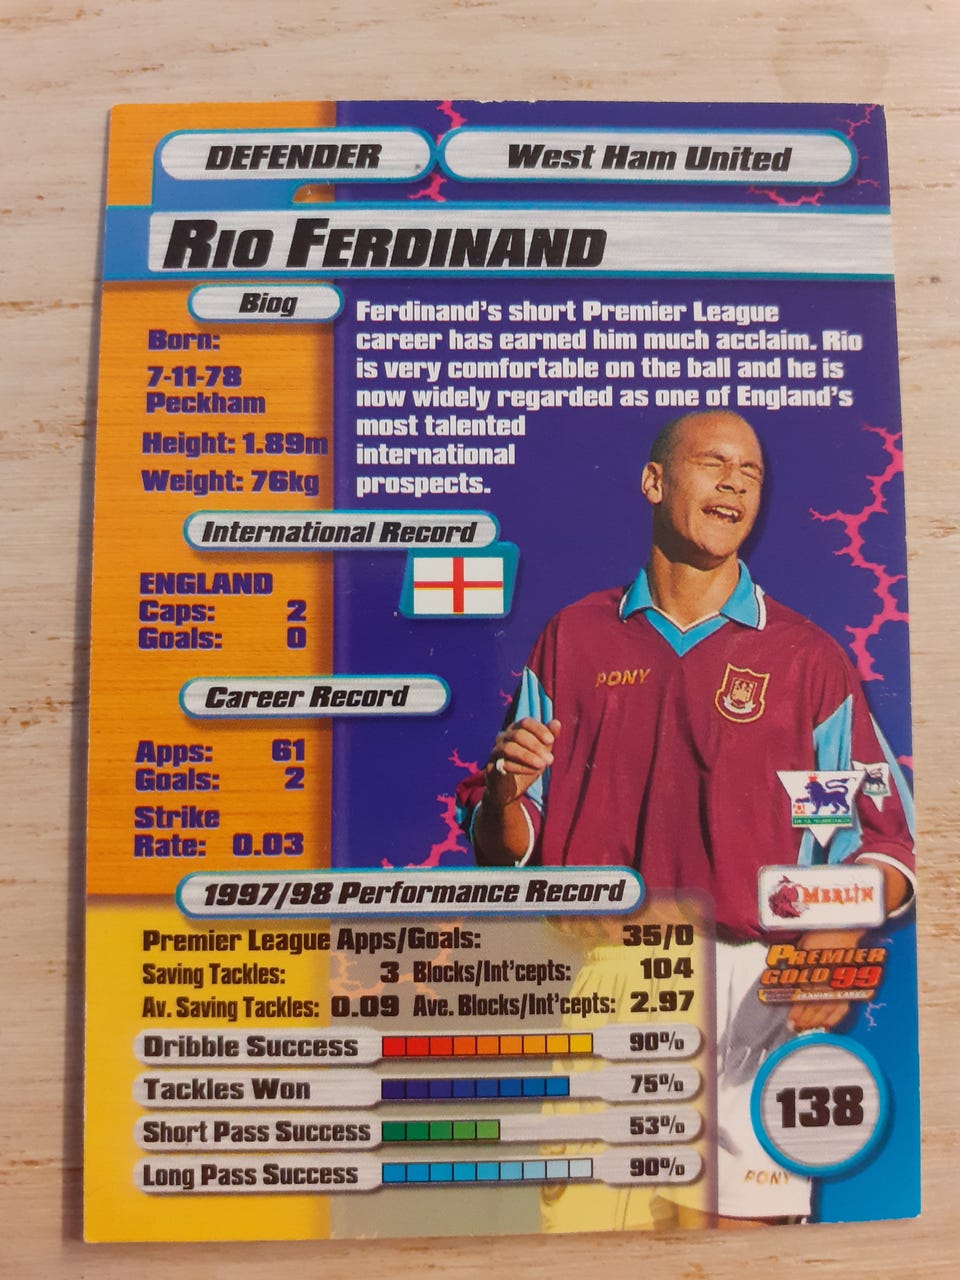 DEFENDER
West Ham United
RIO FERDINAND
Biog
Born:
7-11-78
Peckham
Height: 1.89m
Weight: 76kg
Ferdinand's short Premier League
career has earned him much acclaim. Rio
is very comfortable on the ball and he is
now widely regarded as one of England's
most talented
international
prospects.
International Record
ENGLAND
Caps: 2
Goals: 0
Career Record
Apps: 61
Goals: 2
Strike
Rate: 0.03
PONY
1997/98 Performance Record
Premier League Apps/Goals: 35/0
Saving Tackles: 3 Blocks/Int'cepts: 104
Av. Saving Tackles: 0.09 Ave. Blocks/Int'cepts: 2.97
Dribble Success 90%
Tackles Won 75%
Short Pass Success 53%
Long Pass Success 90%
MERLIN
PREMIER
GOLD 99
138
PONY